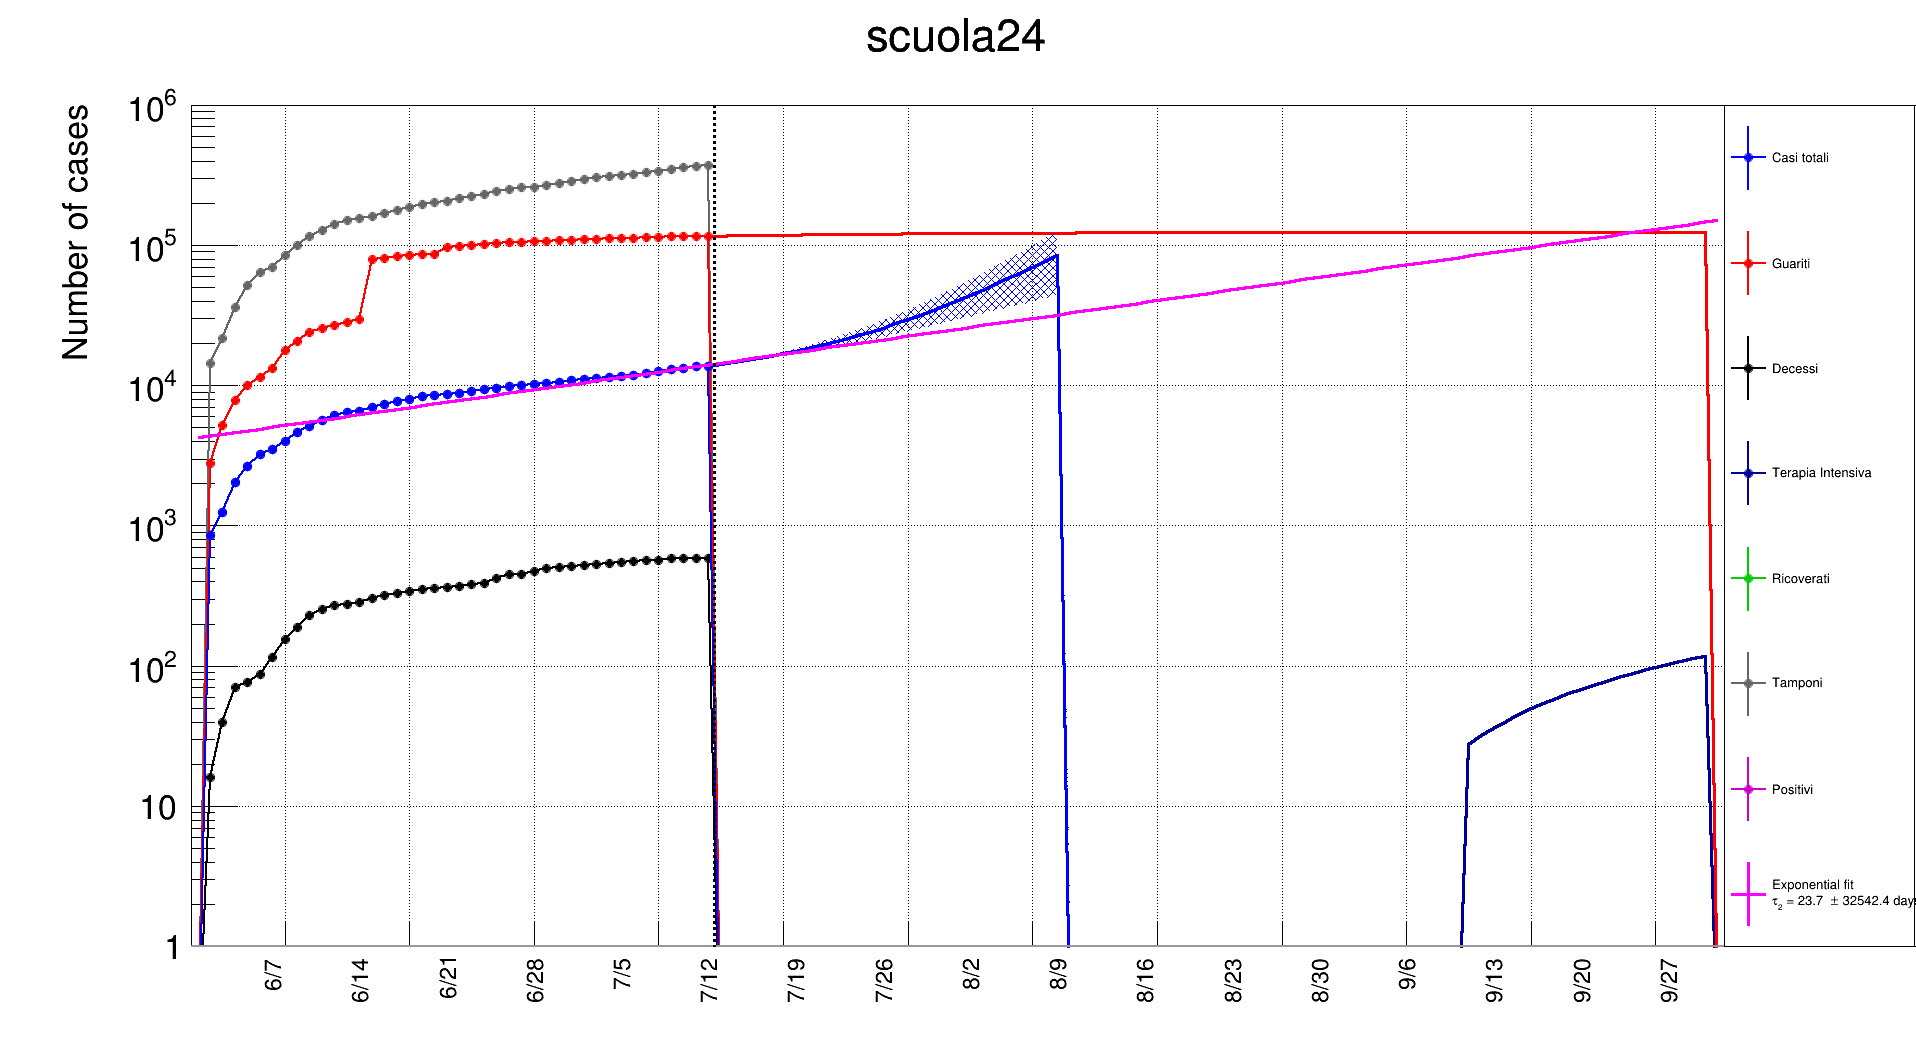 scuola24
Number of cases
10^6
10^5
10^4
10^3
10^2
10
1
6/7
6/14
6/21
6/28
7/5
7/12
7/19
7/26
8/2
8/9
8/16
8/23
8/30
9/6
9/13
9/20
9/27
Casi totali
Guariti
Decessi
Terapia Intensiva
Ricoverati
Tamponi
Positivi
Exponential fit
τ_2 = 23.7 ± 32542.4 days